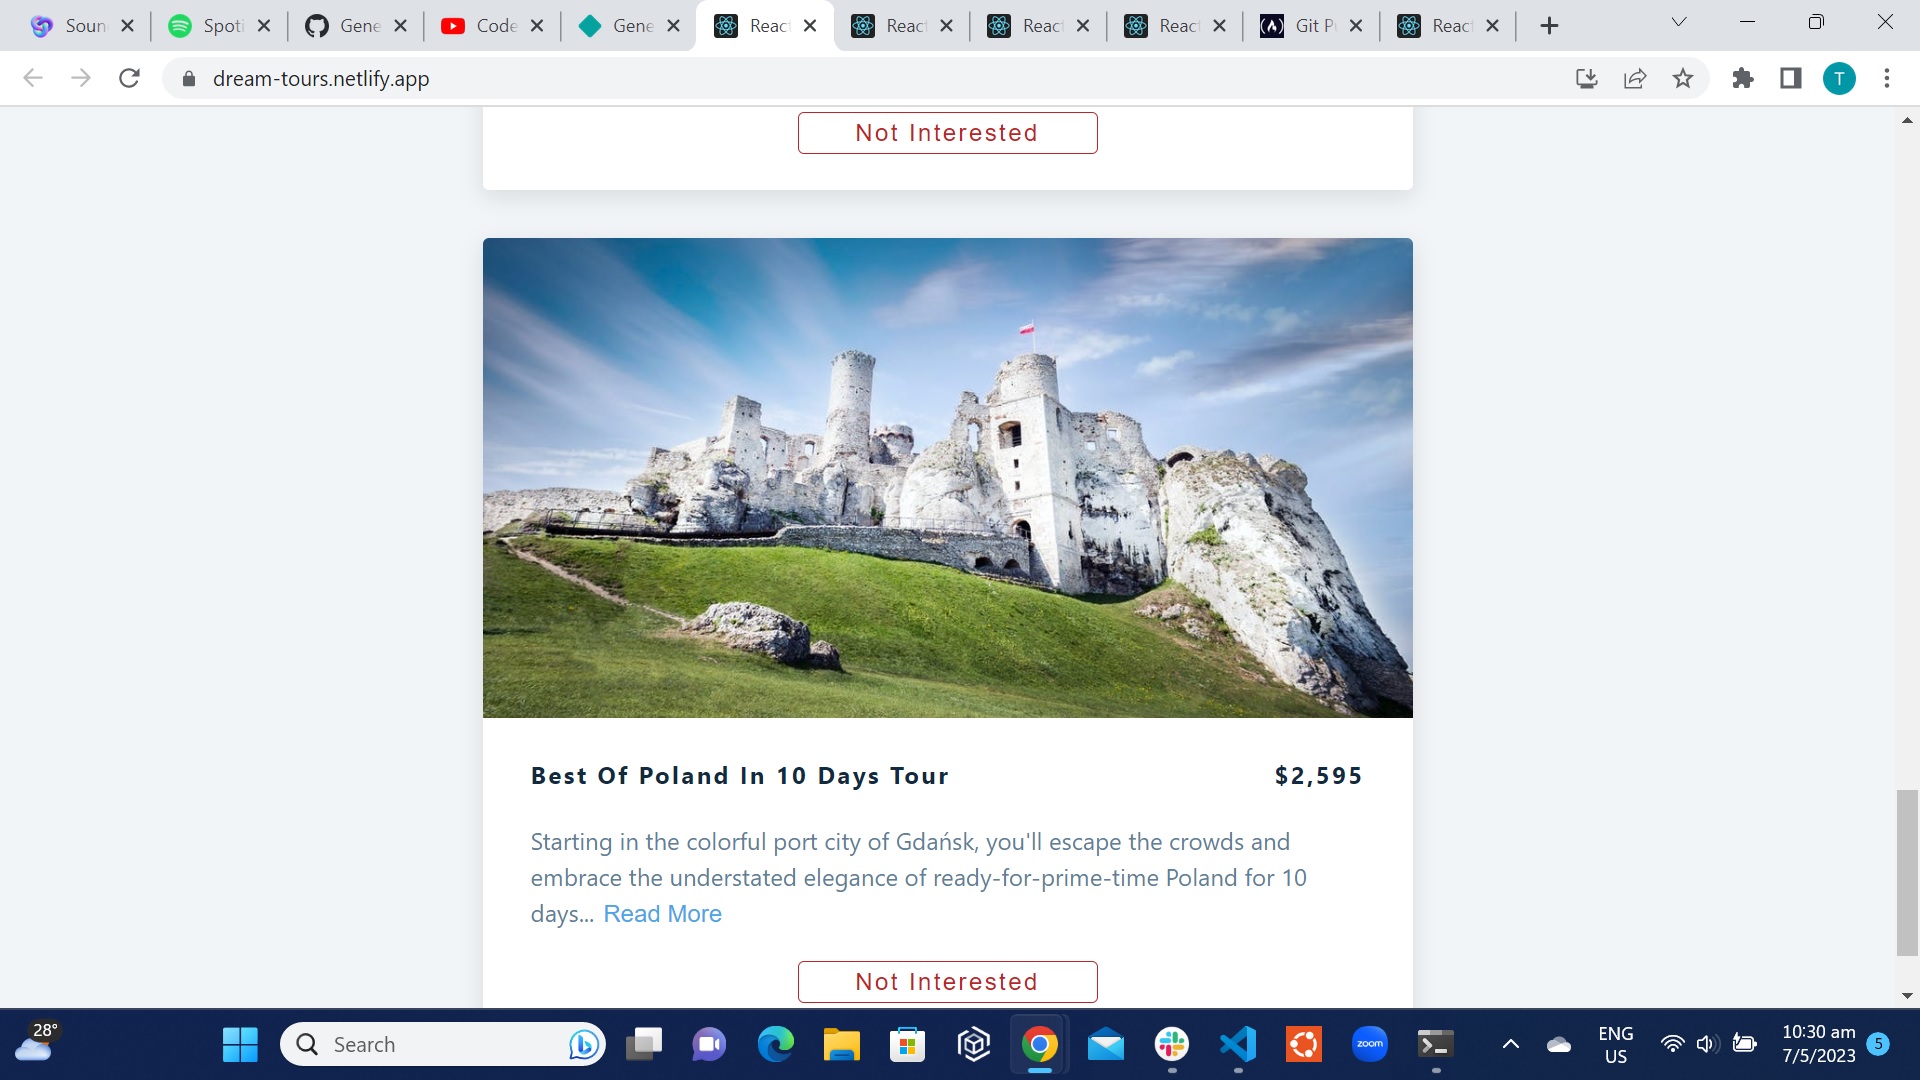 Soun
Spoti
Gene
Code
Gene
React
React
React
React
Git Pu
React
dream-tours.netlify.app
T
Not Interested
Best Of Poland In 10 Days Tour
$2,595
Starting in the colorful port city of Gdańsk, you'll escape the crowds and
embrace the understated elegance of ready-for-prime-time Poland for 10
days... Read More
Not Interested
28°
Search
zoom
ENG
US
10:30 am
7/5/2023
5